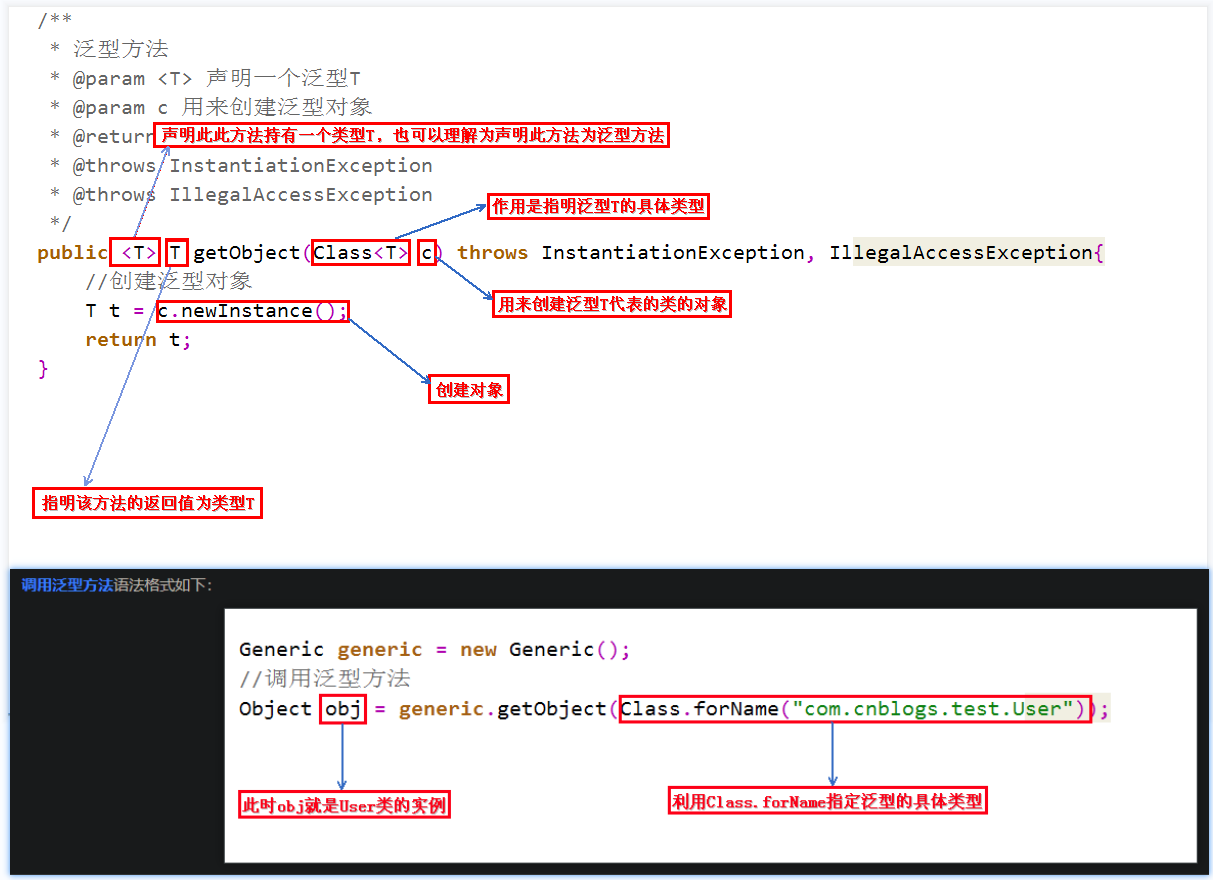 /**
* 泛型方法
* @param <T> 声明一个泛型T
* @param c 用来创建泛型对象
* @return
声明此此方法持有一个类型T，也可以理解为声明此方法为泛型方法
* @throws InstantiationException
* @throws IllegalAccessException
*/
作用是指明泛型T的具体类型
public <T> T getObject(Class<T> c) throws InstantiationException, IllegalAccessException{
//创建泛型对象
用来创建泛型T代表的类的对象
T t = c.newInstance();
return t;
}
创建对象
指明该方法的返回值为类型T
调用泛型方法语法格式如下：
Generic generic = new Generic();
//调用泛型方法
Object obj = generic.getObject(Class.forName("com.cnblogs.test.User"));
此时obj就是User类的实例
利用Class.forName指定泛型的具体类型